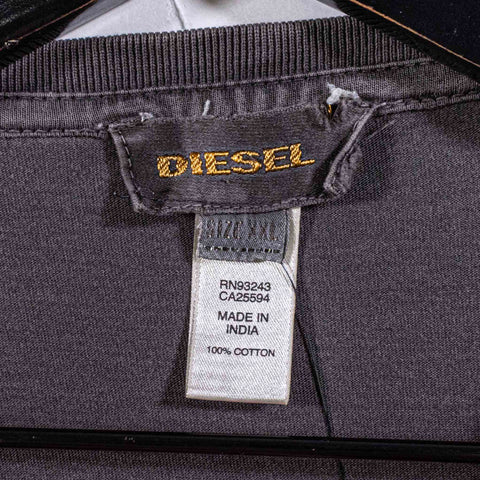 DIESEL
SIZE XXL
RN93243
CA25594
MADE IN
INDIA
100% COTTON